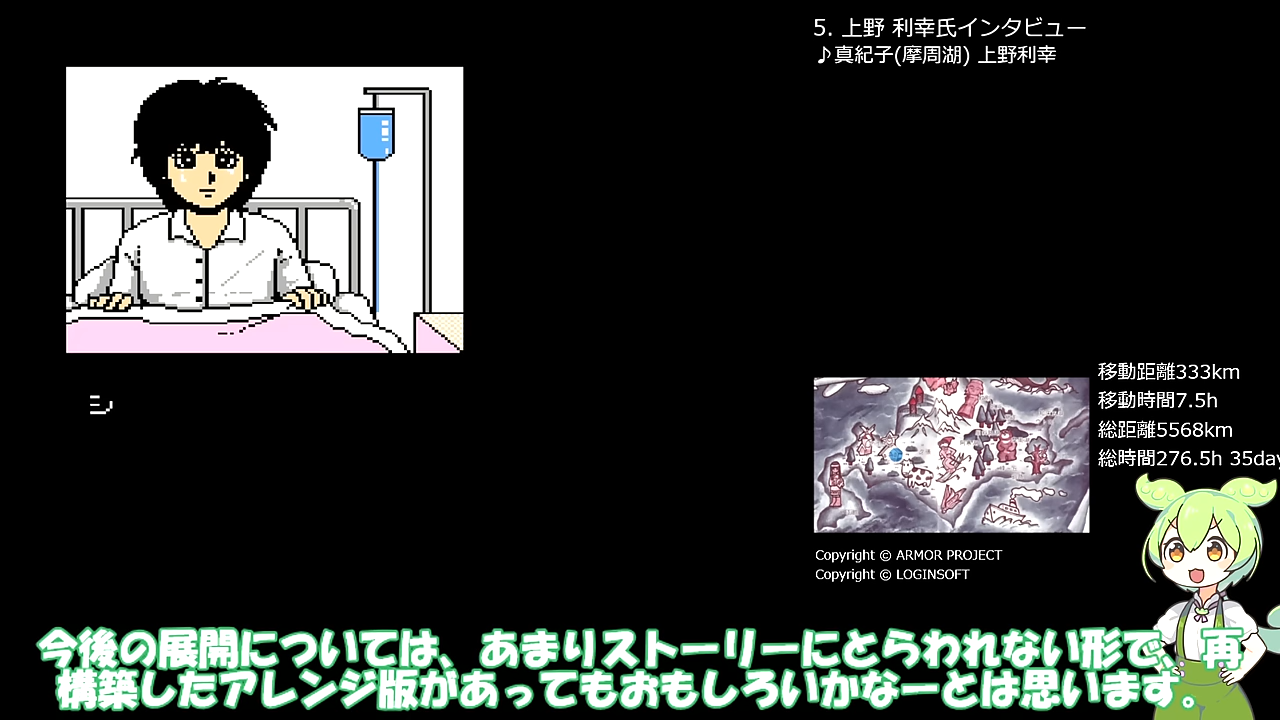 5. 上野 利幸氏インタビュー
♪真紀子(摩周湖) 上野利幸
シ
移動距離333km
移動時間7.5h
総距離5568km
総時間276.5h 35day
Copyright © ARMOR PROJECT
Copyright © LOGINSOFT
今後の展開については、あまりストーリーにとらわれない形で、再
構築したアレンジ版があってもおもしろいかなーとは思います。